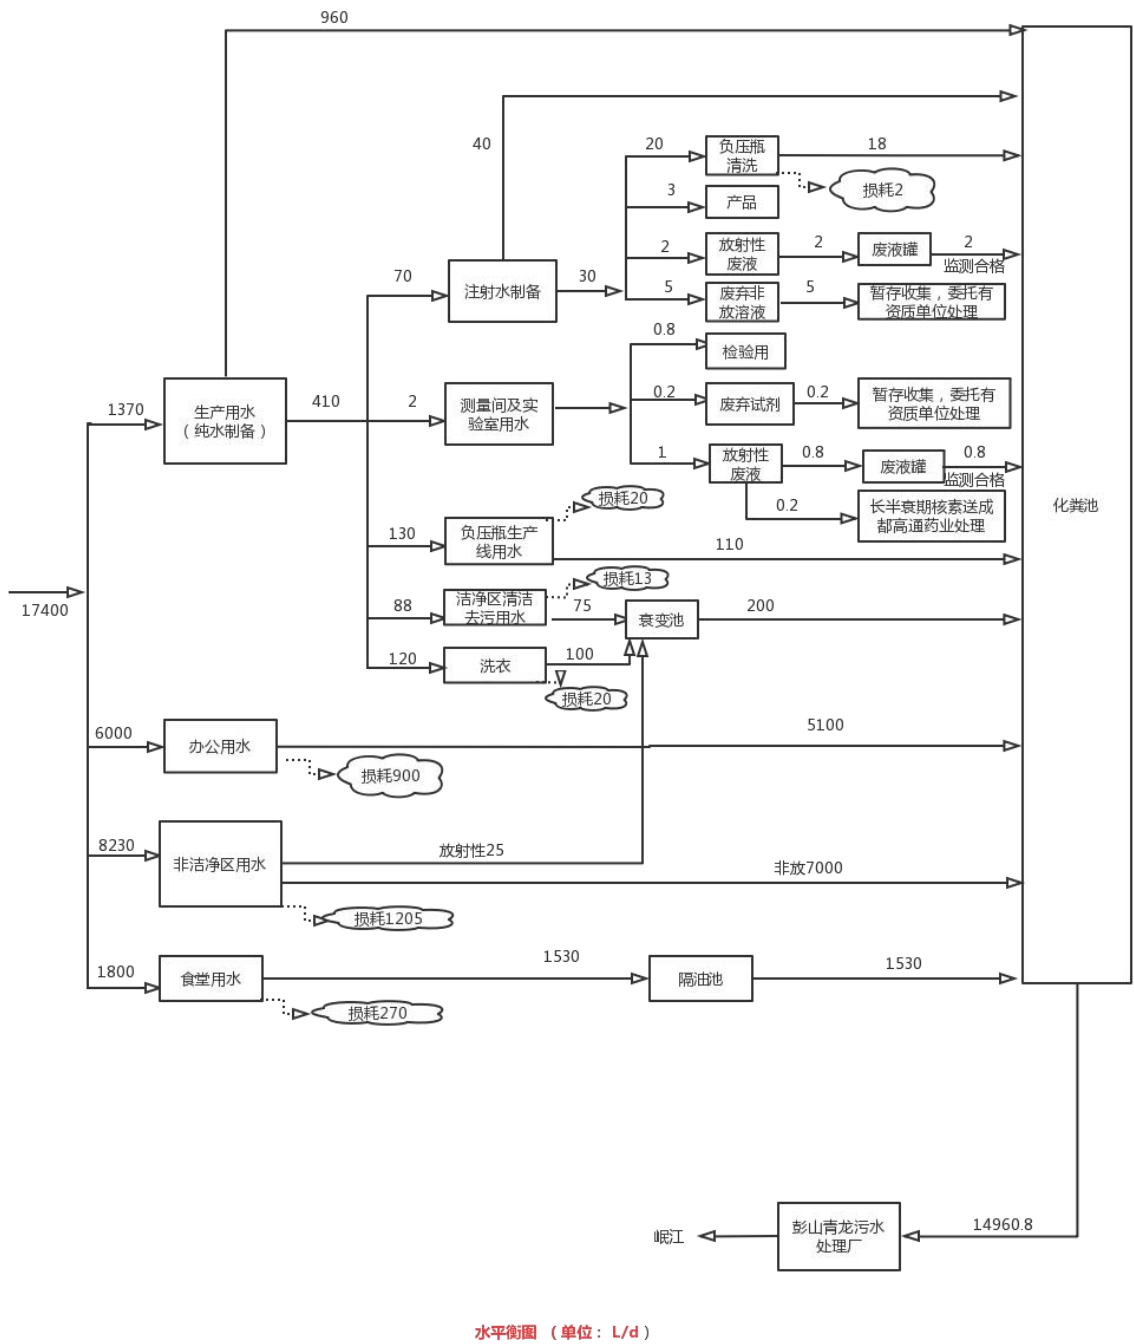 960
40
20
负压瓶
清洗
18
损耗2
3
产品
2
放射性
废液
2
废液罐
2
监测合格
70
注射水制备
30
5
废弃非
放溶液
5
暂存收集，委托有
资质单位处理
0.8
检验用
1370
生产用水
（纯水制备）
410
2
测量间及实
验室用水
0.2
废弃试剂
0.2
暂存收集，委托有
资质单位处理
1
放射性
废液
0.8
废液罐
0.8
监测合格
0.2
长半衰期核素送成
都高通药业处理
化粪池
损耗20
130
负压瓶生产
线用水
110
17400
损耗13
88
洁净区清洁
去污用水
75
衰变池
200
120
洗衣
100
损耗20
6000
办公用水
5100
损耗900
8230
非洁净区用水
放射性25
非放7000
损耗1205
1800
食堂用水
1530
隔油池
1530
损耗270
岷江
彭山青龙污水
处理厂
14960.8
水平衡图 （单位：L/d）